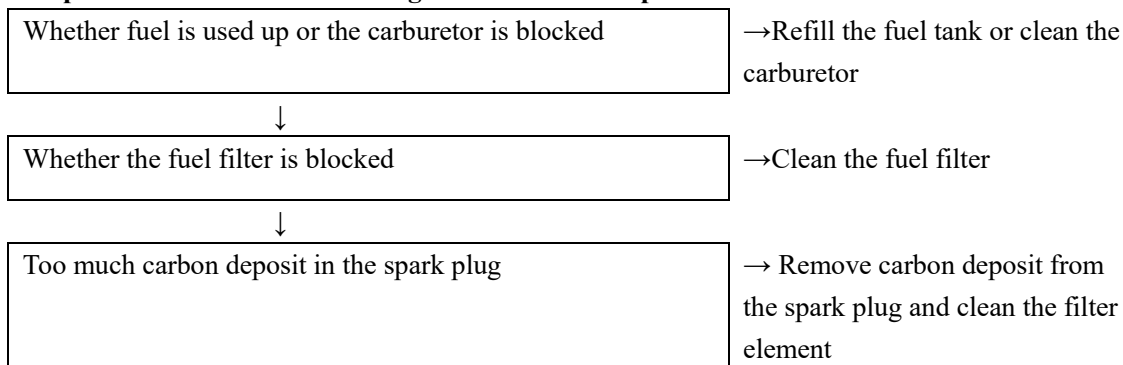 Whether fuel is used up or the carburetor is blocked
→Refill the fuel tank or clean the
carburetor
↓
Whether the fuel filter is blocked
→Clean the fuel filter
↓
Too much carbon deposit in the spark plug
→ Remove carbon deposit from
the spark plug and clean the filter
element